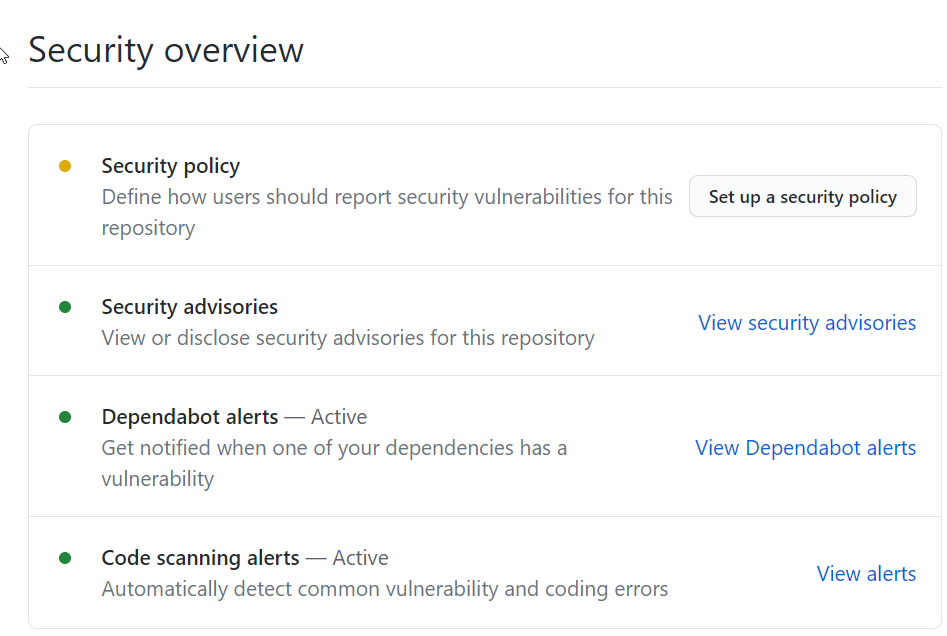 Security overview
Security policy
Define how users should report security vulnerabilities for this
repository
Set up a security policy
Security advisories
View or disclose security advisories for this repository
View security advisories
Dependabot alerts — Active
Get notified when one of your dependencies has a
vulnerability
View Dependabot alerts
Code scanning alerts — Active
Automatically detect common vulnerability and coding errors
View alerts